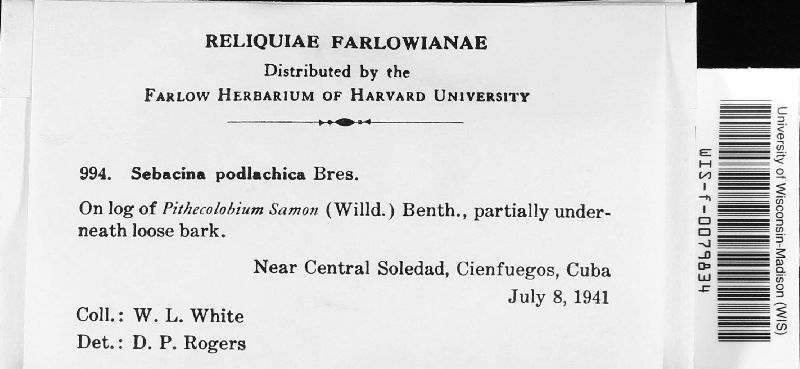 RELIQUIAE FARLOWIANAE
Distributed by the
FARLOW HERBARIUM OF HARVARD UNIVERSITY
994. Sebacina podlachica Bres.
On log of Pithecolobium Samon (Willd.) Benth., partially under-
neath loose bark.
Near Central Soledad, Cienfuegos, Cuba
July 8, 1941
Coll.: W. L. White
Det.: D. P. Rogers
WIS-f-0079834
University of Wisconsin-Madison (WIS)